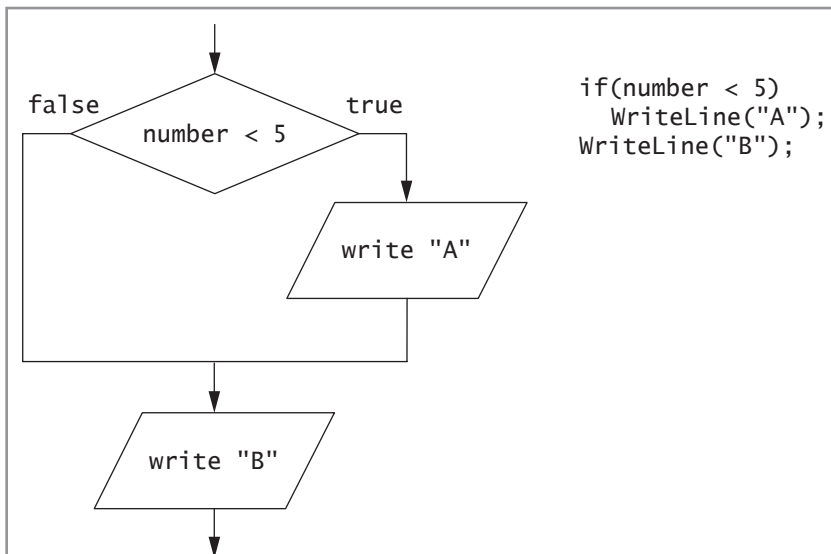 false
true
number < 5
write "A"
write "B"
if(number < 5)
  WriteLine("A");
WriteLine("B");